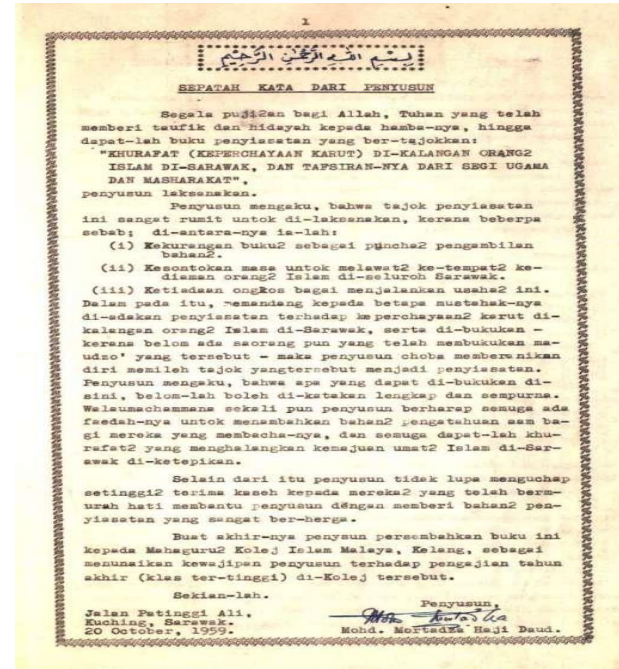 1
بسم الله الرحمن الرحيم
SEPATAH KATA DARI PENYUSUN
Segala puji2an bagi Allah, Tuhan yang telah
memberi taufik dan hidayah kepada hamba-nya, hingga
dapat-lah buku penyiasatan yang ber-tajokkan:
"KHURAFAT (KEPERCHAYAAN KARUT) DI-KALANGAN ORANG2
ISLAM DI-SARAWAK, DAN TAFSIRAN-NYA DARI SEGI UGAMA
DAN MASHARAKAT",
penyusun laksanakan.
Penyusun mengaku, bahwa tajok penyiasatan
ini sangat rumit untok di-laksanakan, kerana beberpa
sebab; di-antara-nya ia-lah:
(i) Kekurangan buku2 sebagai puncha2 pengambilan
bahan2.
(ii) Kesontokan masa untok melawat2 ke-tempat2 ke-
diaman orang2 Islam di-seluroh Sarawak.
(iii) Ketiadaan ongkos bagai menjalankan usaha2 ini.
Dalam pada itu, memandang kepada betapa mustahak-nya
di-adakan penyiasatan terhadap keperchayaan2 karut di-
kalangan orang2 Islam di-Sarawak, serta di-bukukan -
kerana belom ada saorang pun yang telah membukukan ma-
udzo' yang tersebut - maka penyusun choba memberanikan
diri memileh tajok yangtersebut menjadi penyiasatan.
Penyusun mengaku, bahwa apa yang dapat di-bukukan di-
sini, belom-lah boleh di-katakan lengkap dan sempurna.
Walaumachammana sekali pun penyusun berharap semuga ada
faedah-nya untok menambahkan bahan2 pengatahuan aam ba-
gi mereka yang membacha-nya, dan semuga dapat-lah khu-
rafat2 yang menghalangkan kemajuan umat2 Islam di-Sar-
awak di-ketepikan.
Selain dari itu penyusun tidak lupa menguchap
setinggi2 terima kaseh kepada mereka2 yang telah berm-
urah hati membantu penyusun dengan memberi bahan2 pen-
yiasatan yang sangat ber-herga.
Buat akhir-nya penysun persembahkan buku ini
kepada Mahaguru2 Kolej Islam Malaya, Kelang, sebagai
menunaikan kewajipan penyusun terhadap pengajian tahun
akhir (klas ter-tinggi) di-Kolej tersebut.
Sekian-lah.
Penyusun,
Jalan Patinggi Ali,
Kuching, Sarawak.
20 October, 1959.
Mohd. Mortadza Haji Daud.